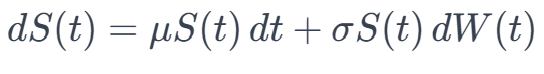 dS(t) = μS(t) dt + σS(t) dW(t)